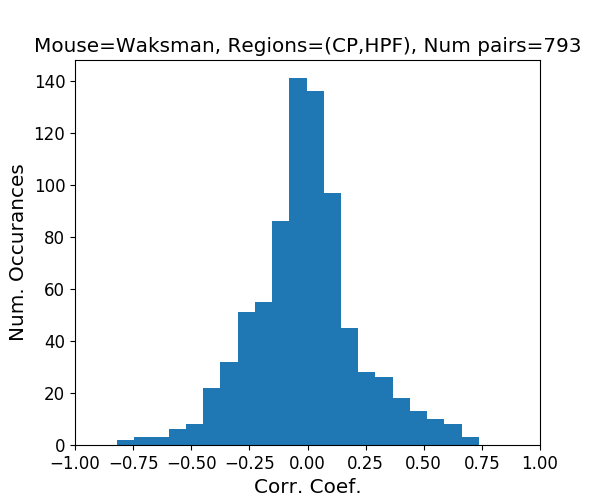 Mouse=Waksman, Regions=(CP,HPF), Num pairs=793
140
120
100
80
60
40
20
0
Num. Occurances
−1.00 −0.75 −0.50 −0.25 0.00 0.25 0.50 0.75 1.00
Corr. Coef.